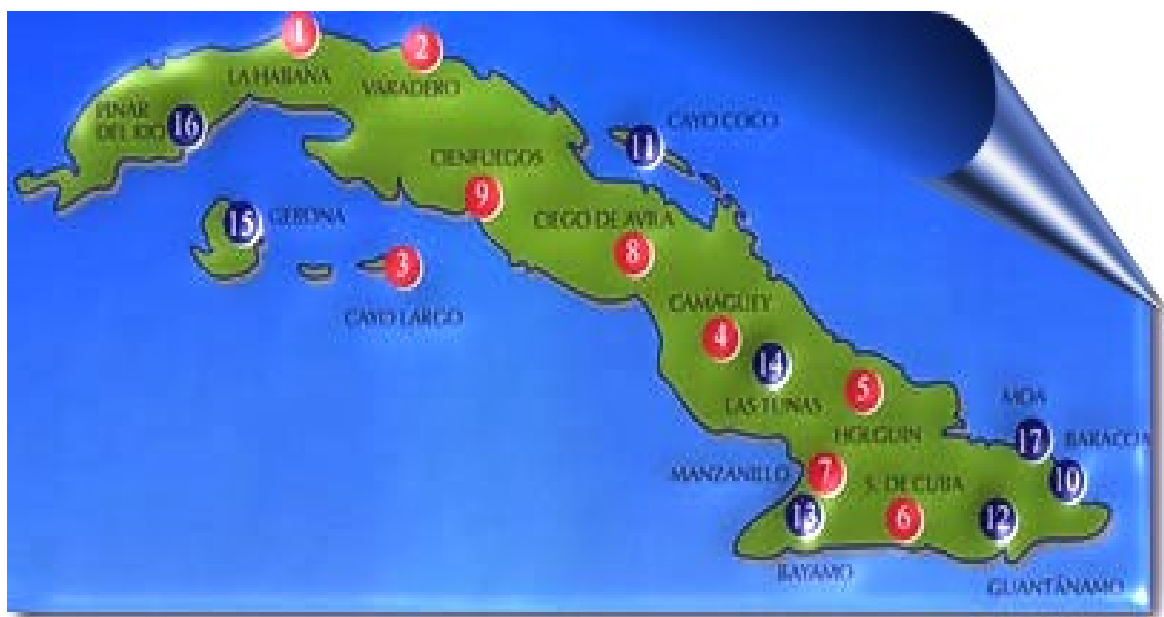 1
2
LA HABANA
VARADERO
PINAR
DEL RIO
16
CAYO COCO
11
CIENFUEGOS
9
15
GERONA
CIEGO DE AVILA
8
3
CAYO LARGO
CAMAGUEY
4
14
5
LAS TUNAS
HOLGUIN
MOA
17
BARACOA
MANZANILLO
7
S. DE CUBA
10
13
6
12
BAYAMO
GUANTÁNAMO